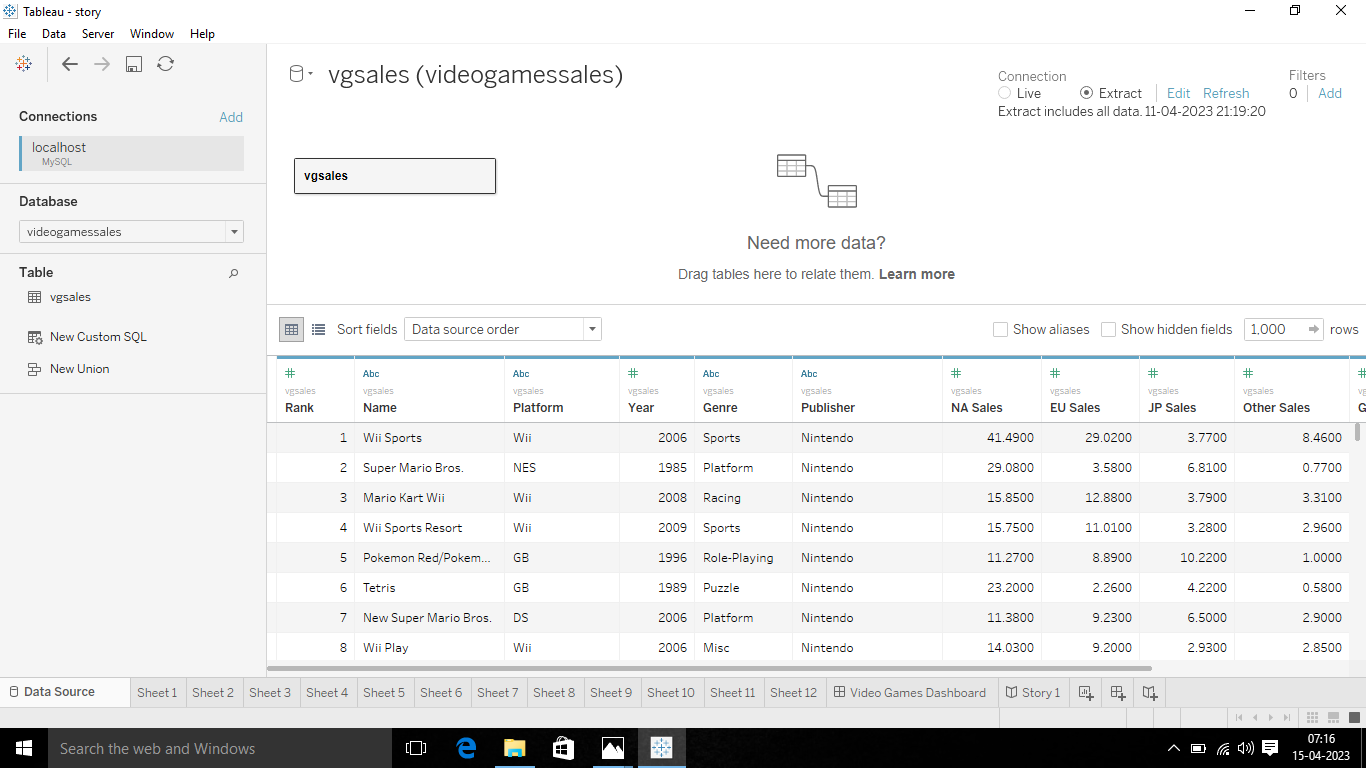 Tableau - story
File Data Server Window Help
Connections Add
localhost
MySQL
Database
videogamessales
Table
vgsales
New Custom SQL
New Union
vgsales (videogamessales)
Connection
Live Extract Edit Refresh
Extract includes all data. 11-04-2023 21:19:20
Filters
0 Add
vgsales
Need more data?
Drag tables here to relate them. Learn more
Sort fields Data source order Show aliases Show hidden fields 1,000 rows
# Abc Abc # Abc Abc # # # # #
vgsales vgsales vgsales vgsales vgsales vgsales vgsales vgsales vgsales vgsales
Rank Name Platform Year Genre Publisher NA Sales EU Sales JP Sales Other Sales G
1 Wii Sports Wii 2006 Sports Nintendo 41.4900 29.0200 3.7700 8.4600
2 Super Mario Bros. NES 1985 Platform Nintendo 29.0800 3.5800 6.8100 0.7700
3 Mario Kart Wii Wii 2008 Racing Nintendo 15.8500 12.8800 3.7900 3.3100
4 Wii Sports Resort Wii 2009 Sports Nintendo 15.7500 11.0100 3.2800 2.9600
5 Pokemon Red/Pokem... GB 1996 Role-Playing Nintendo 11.2700 8.8900 10.2200 1.0000
6 Tetris GB 1989 Puzzle Nintendo 23.2000 2.2600 4.2200 0.5800
7 New Super Mario Bros. DS 2006 Platform Nintendo 11.3800 9.2300 6.5000 2.9000
8 Wii Play Wii 2006 Misc Nintendo 14.0300 9.2000 2.9300 2.8500
Data Source Sheet 1 Sheet 2 Sheet 3 Sheet 4 Sheet 5 Sheet 6 Sheet 7 Sheet 8 Sheet 9 Sheet 10 Sheet 11 Sheet 12 Video Games Dashboard Story 1
Search the web and Windows
07:16
15-04-2023